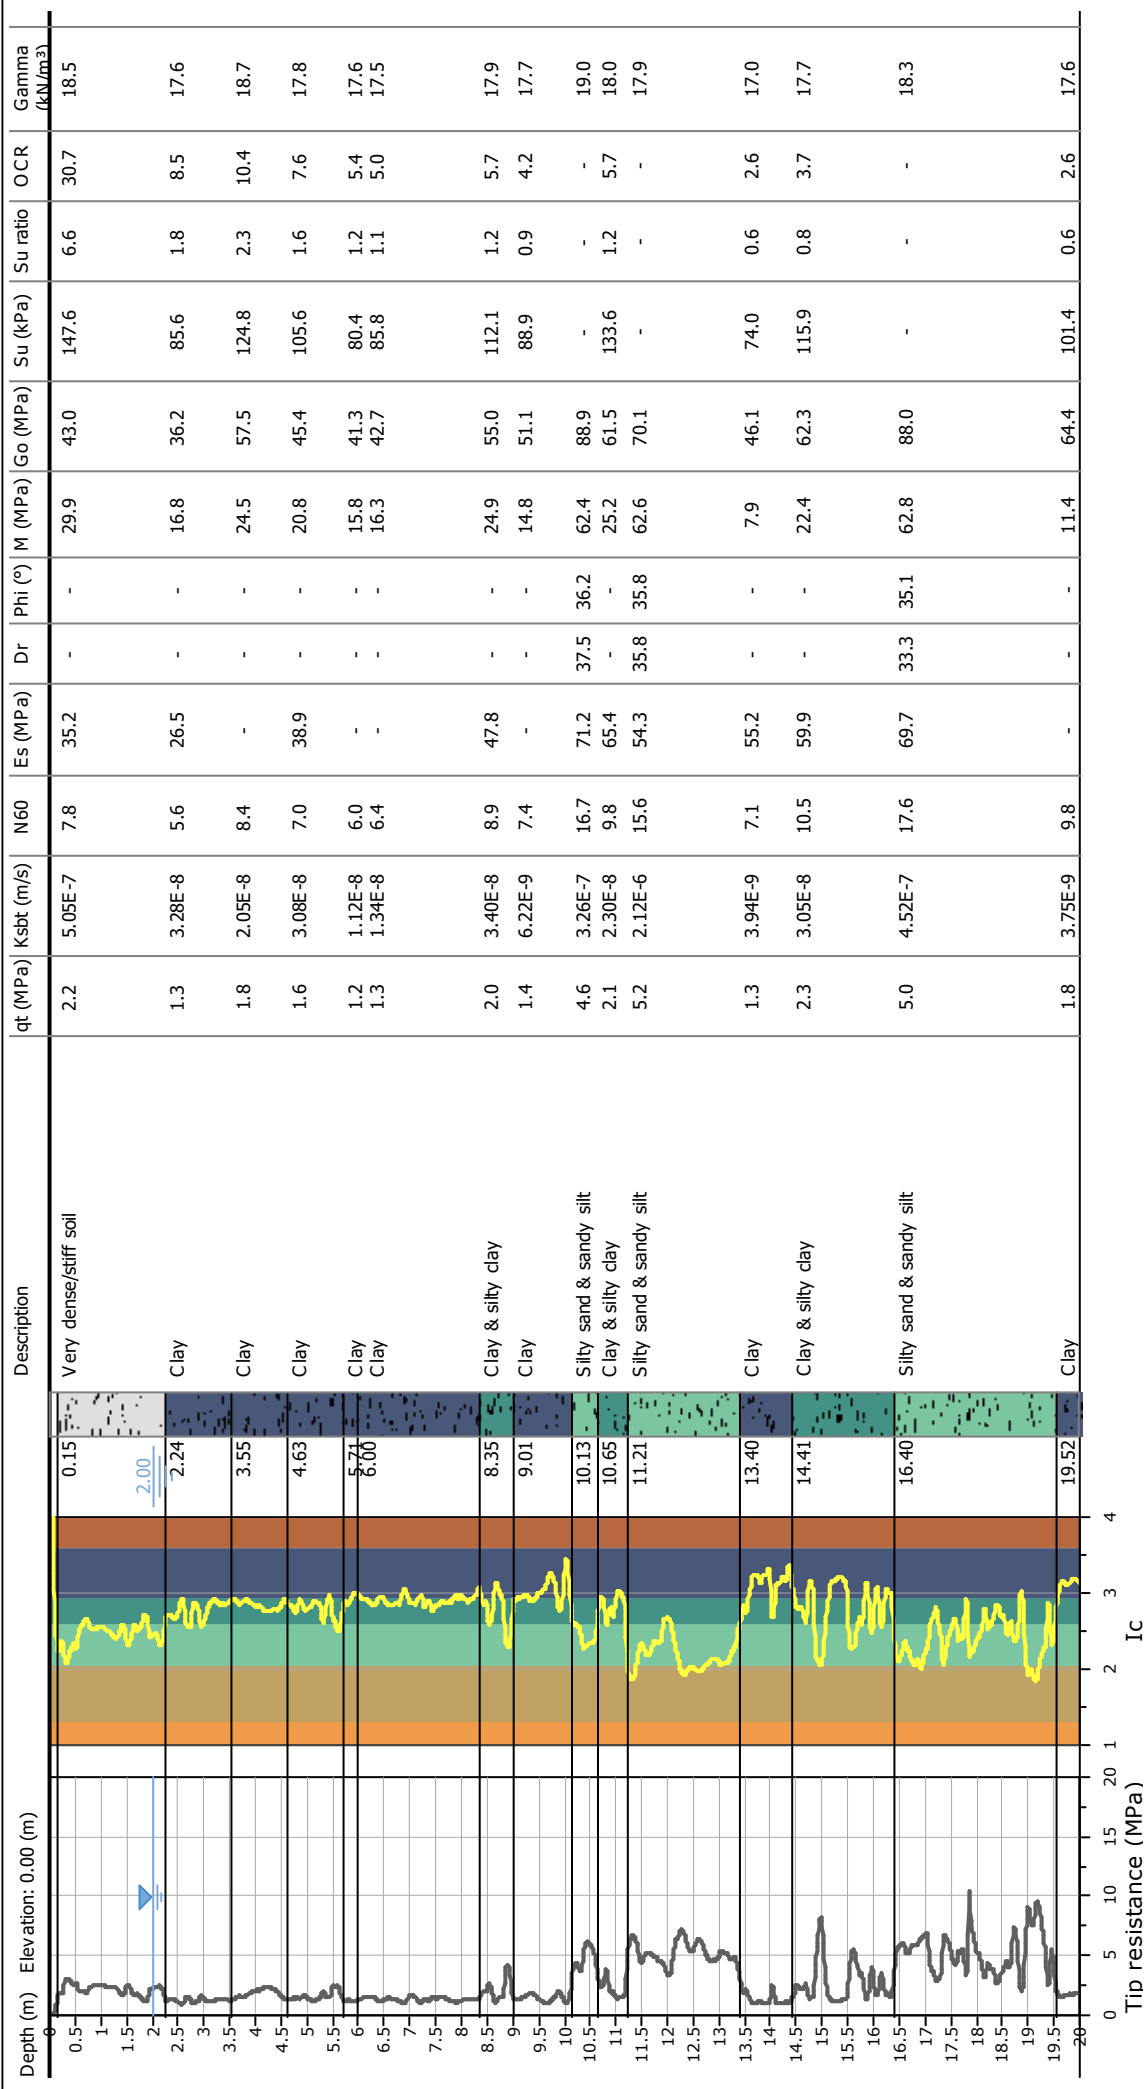 Depth (m) Elevation: 0.00 (m) Description qt (MPa) Ksbt (m/s) N60 Es (MPa) Dr Phi (°) M (MPa) Go (MPa) Su (kPa) Su ratio OCR Gamma (kN/m³)
0.15 Very dense/stiff soil 2.2 5.05E-7 7.8 35.2 - - 29.9 43.0 147.6 6.6 30.7 18.5
2.00
2.24 Clay 1.3 3.28E-8 5.6 26.5 - - 16.8 36.2 85.6 1.8 8.5 17.6
3.55 Clay 1.8 2.05E-8 8.4 - - - 24.5 57.5 124.8 2.3 10.4 18.7
4.63 Clay 1.6 3.08E-8 7.0 38.9 - - 20.8 45.4 105.6 1.6 7.6 17.8
5.71 Clay 1.2 1.12E-8 6.0 - - - 15.8 41.3 80.4 1.2 5.4 17.6
6.00 Clay 1.3 1.34E-8 6.4 - - - 16.3 42.7 85.8 1.1 5.0 17.5
8.35 Clay & silty clay 2.0 3.40E-8 8.9 47.8 - - 24.9 55.0 112.1 1.2 5.7 17.9
9.01 Clay 1.4 6.22E-9 7.4 - - - 14.8 51.1 88.9 0.9 4.2 17.7
10.13 Silty sand & sandy silt 4.6 3.26E-7 16.7 71.2 37.5 36.2 62.4 88.9 - - - 19.0
10.65 Clay & silty clay 2.1 2.30E-8 9.8 65.4 - - 25.2 61.5 133.6 1.2 5.7 18.0
11.21 Silty sand & sandy silt 5.2 2.12E-6 15.6 54.3 35.8 35.8 62.6 70.1 - - - 17.9
13.40 Clay 1.3 3.94E-9 7.1 55.2 - - 7.9 46.1 74.0 0.6 2.6 17.0
14.41 Clay & silty clay 2.3 3.05E-8 10.5 59.9 - - 22.4 62.3 115.9 0.8 3.7 17.7
16.40 Silty sand & sandy silt 5.0 4.52E-7 17.6 69.7 33.3 35.1 62.8 88.0 - - - 18.3
19.52 Clay 1.8 3.75E-9 9.8 - - - 11.4 64.4 101.4 0.6 2.6 17.6
0
0.5
1
1.5
2
2.5
3
3.5
4
4.5
5
5.5
6
6.5
7
7.5
8
8.5
9
9.5
10
10.5
11
11.5
12
12.5
13
13.5
14
14.5
15
15.5
16
16.5
17
17.5
18
18.5
19
19.5
20
0 5 10 15 20 1 2 3 4
Tip resistance (MPa) Ic